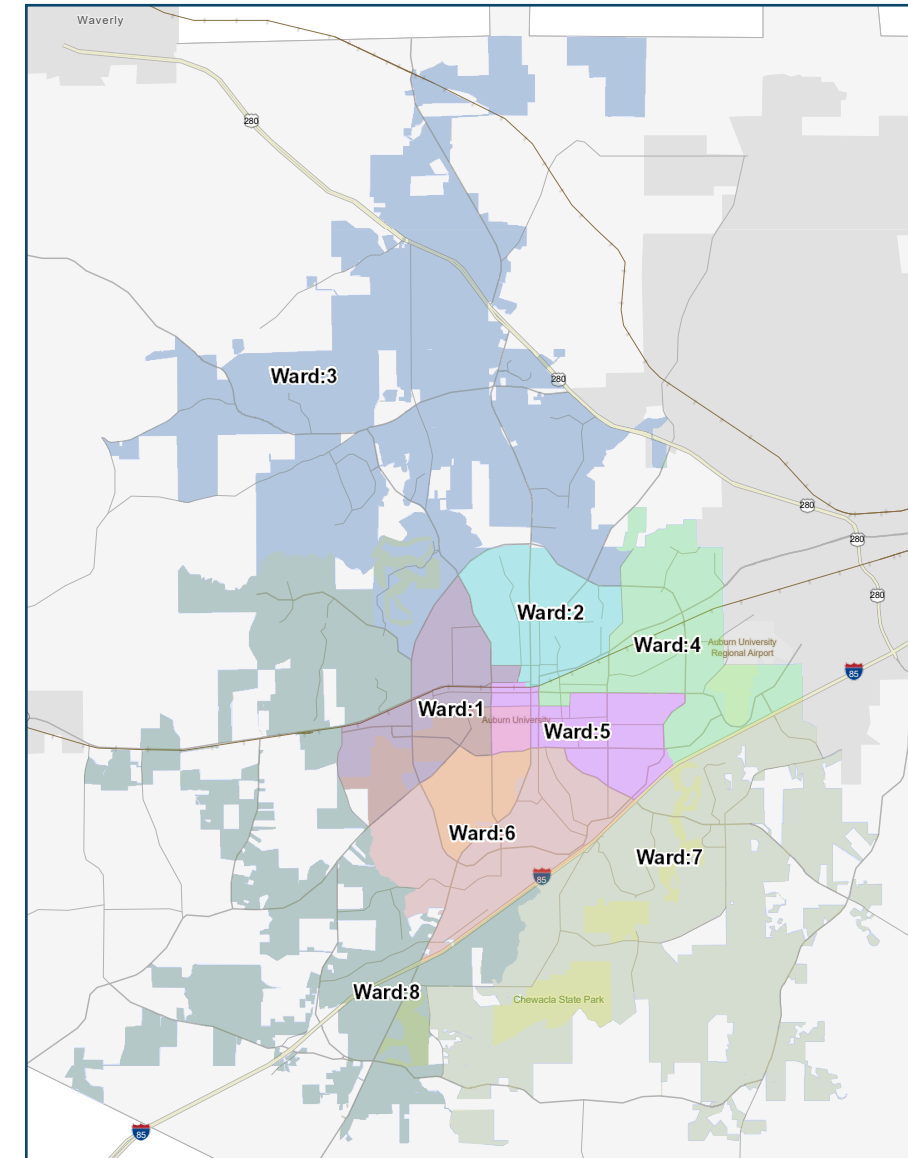 Waverly
280
Ward:3
280
280
280
Ward:2
280
Ward:4
Auburn University
Regional Airport
85
Ward:1
Auburn University
Ward:5
Ward:6
Ward:7
85
Ward:8
Chewacla State Park
85